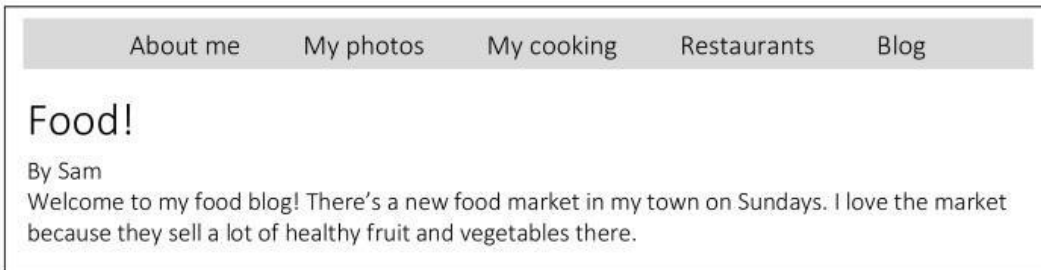 About me My photos My cooking Restaurants Blog
Food!
By Sam
Welcome to my food blog! There’s a new food market in my town on Sundays. I love the market
because they sell a lot of healthy fruit and vegetables there.